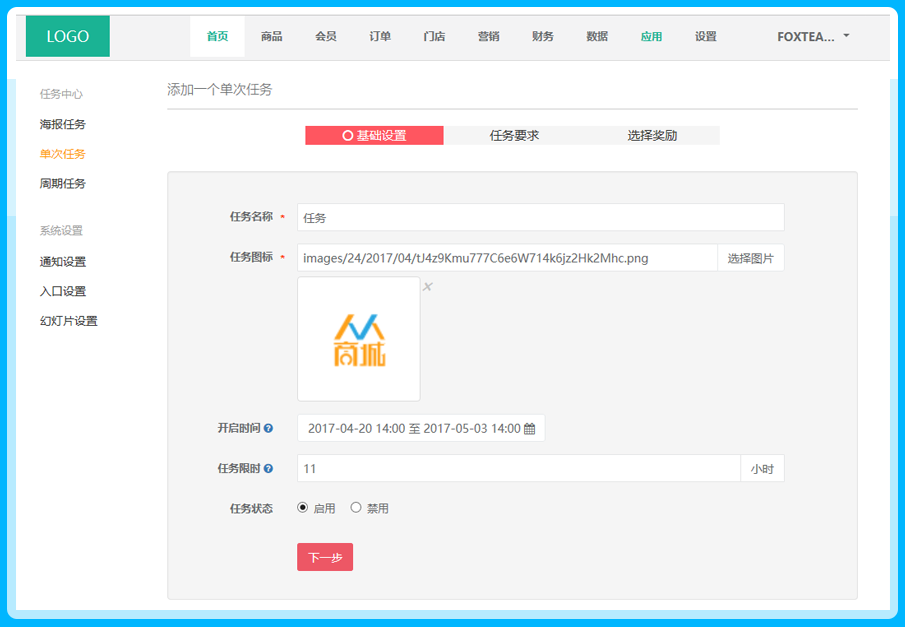 LOGO 首页 商品 会员 订单 门店 营销 财务 数据 应用 设置 FOXTEA...
任务中心
海报任务
单次任务
周期任务
系统设置
通知设置
入口设置
幻灯片设置
添加一个单次任务
基础设置 任务要求 选择奖励
任务名称 * 任务
任务图标 * images/24/2017/04/tJ4z9Kmu777C6e6W714k6jz2Hk2Mhc.png 选择图片
×
商城
开启时间 ? 2017-04-20 14:00 至 2017-05-03 14:00
任务限时 ? 11 小时
任务状态 启用 禁用
下一步